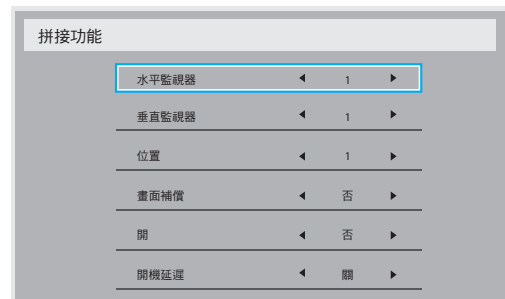 拼接功能
水平監視器 1
垂直監視器 1
位置 1
畫面補償 否
開 否
開機延遲 關